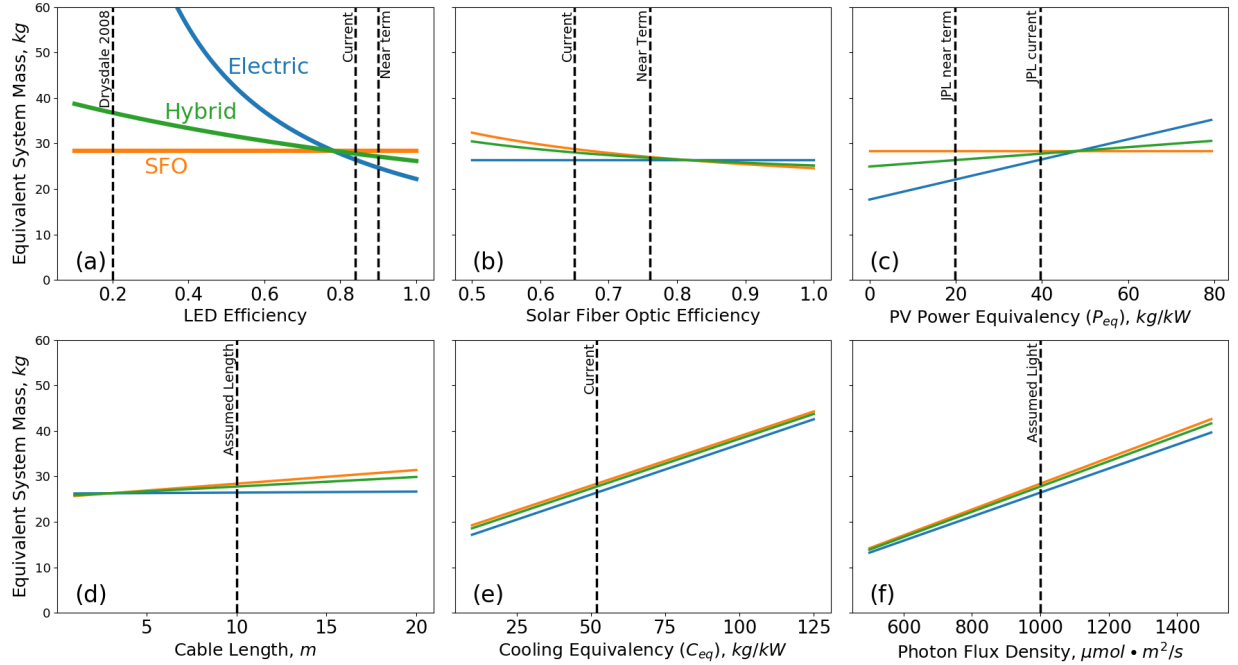 Equivalent System Mass, kg
60
50
40
30
20
10
0
Drysdale 2008
Current
Near term
Electric
Hybrid
SFO
(a)
0.2
0.4
0.6
0.8
1.0
LED Efficiency
Current
Near Term
(b)
0.5
0.6
0.7
0.8
0.9
1.0
Solar Fiber Optic Efficiency
JPL near term
JPL current
(c)
0
20
40
60
80
PV Power Equivalency (Peq), kg/kW
Equivalent System Mass, kg
60
50
40
30
20
10
0
Assumed Length
(d)
5
10
15
20
Cable Length, m
Current
(e)
25
50
75
100
125
Cooling Equivalency (Ceq), kg/kW
Assumed Light
(f)
600
800
1000
1200
1400
Photon Flux Density, μmol • m²/s